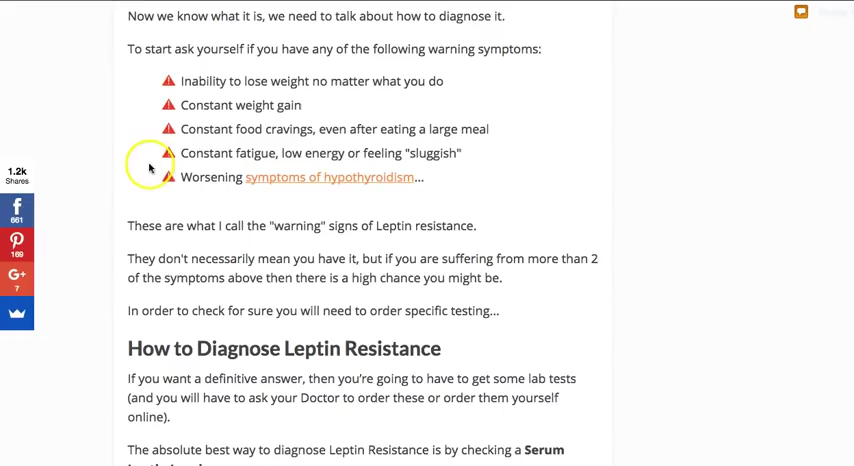 Now we know what it is, we need to talk about how to diagnose it.
To start ask yourself if you have any of the following warning symptoms:
Inability to lose weight no matter what you do
Constant weight gain
Constant food cravings, even after eating a large meal
Constant fatigue, low energy or feeling "sluggish"
Worsening symptoms of hypothyroidism...
1.2k
Shares
f
661
169
G+
7
These are what I call the "warning" signs of Leptin resistance.
They don't necessarily mean you have it, but if you are suffering from more than 2
of the symptoms above then there is a high chance you might be.
In order to check for sure you will need to order specific testing...
How to Diagnose Leptin Resistance
If you want a definitive answer, then you're going to have to get some lab tests
(and you will have to ask your Doctor to order these or order them yourself
online).
The absolute best way to diagnose Leptin Resistance is by checking a Serum